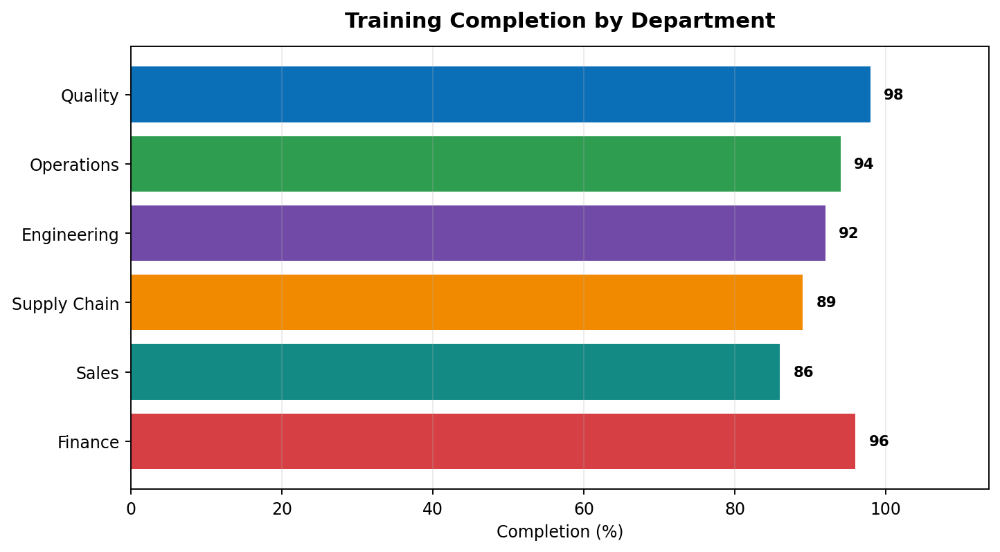 Training Completion by Department
Quality 98
Operations 94
Engineering 92
Supply Chain 89
Sales 86
Finance 96
0 20 40 60 80 100
Completion (%)